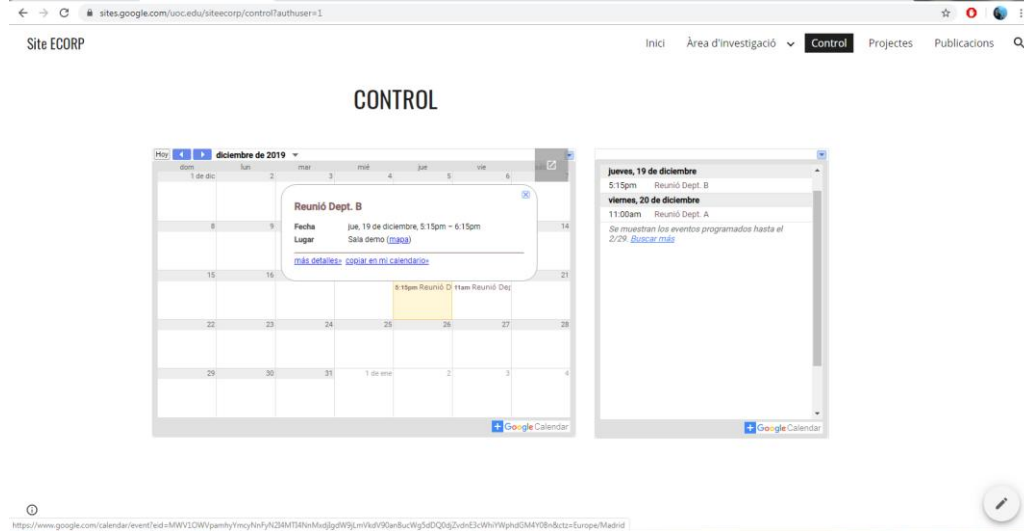 sites.google.com/uoc.edu/siteecorp/control?authuser=1
Site ECORP
Inici Àrea d'investigació Control Projectes Publicacions
CONTROL
Hoy diciembre de 2019
dom lun mar mié jue vie
1 de dic 2 3 4 5 6 7
Reunió Dept. B
Fecha jue, 19 de diciembre, 5:15pm – 6:15pm
Lugar Sala demo (mapa)
más detalles» copiar en mi calendario»
8 9 14
15 16 21
5:15pm Reunió D 11am Reunió Dep
22 23 24 25 26 27 28
29 30 31 1 de ene 2 3 4
Google Calendar
jueves, 19 de diciembre
5:15pm Reunió Dept. B
viernes, 20 de diciembre
11:00am Reunió Dept. A
Se muestran los eventos programados hasta el
2/29. Buscar más
Google Calendar